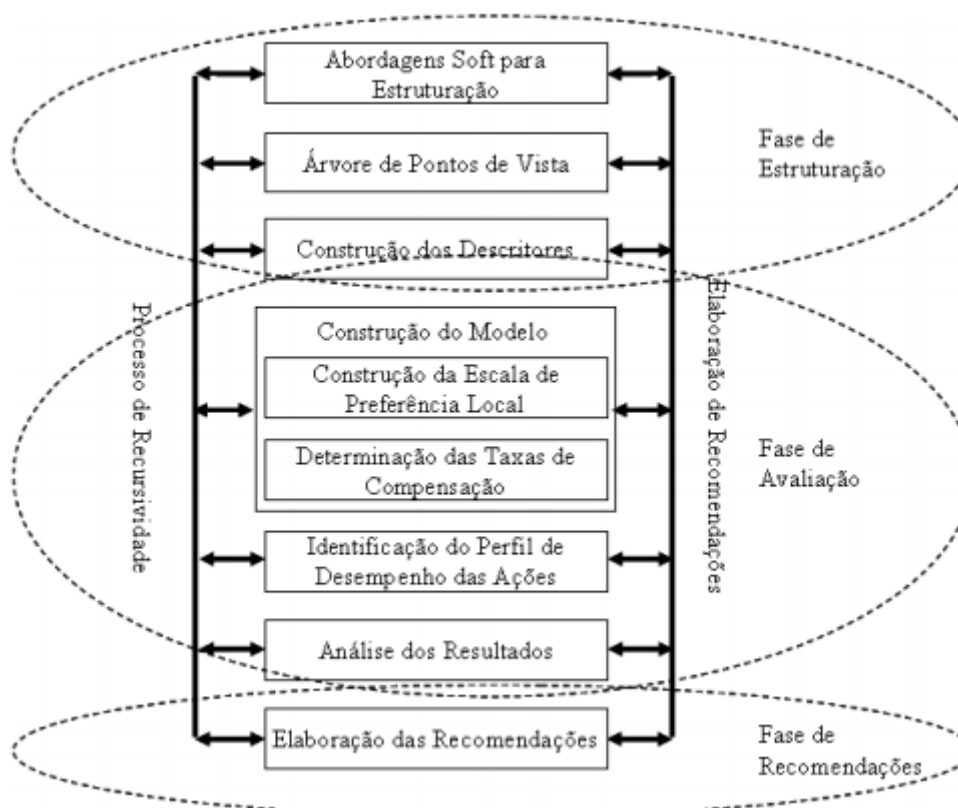 Abordagens Soft para
Estruturação
Fase de
Estruturação
Árvore de Pontos de Vista
Construção dos Descritores
Processo de Recursividade
Elaboração de Recomendações
Construção do Modelo
Construção da Escala de
Preferência Local
Determinação das Taxas de
Compensação
Fase de
Avaliação
Identificação do Perfil de
Desempenho das Ações
Análise dos Resultados
Elaboração das Recomendações
Fase de
Recomendações